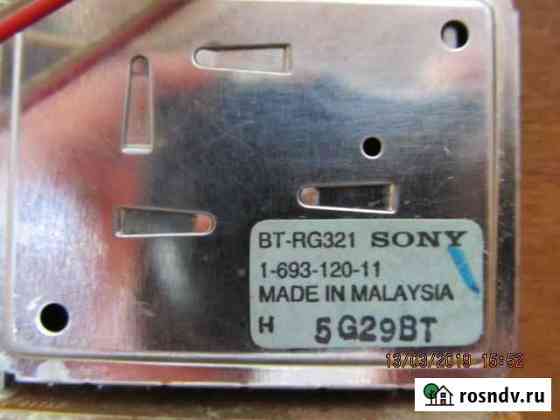 BT-RG321 SONY
1-693-120-11
MADE IN MALAYSIA
H 5G29BT
13/03/2019 15:52
rosndv.ru